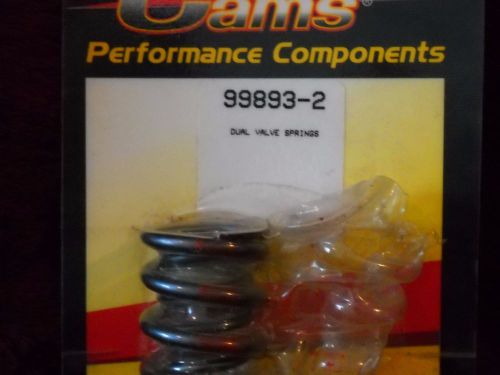 Cams®
Performance Components
99893-2
DUAL VALVE SPRINGS